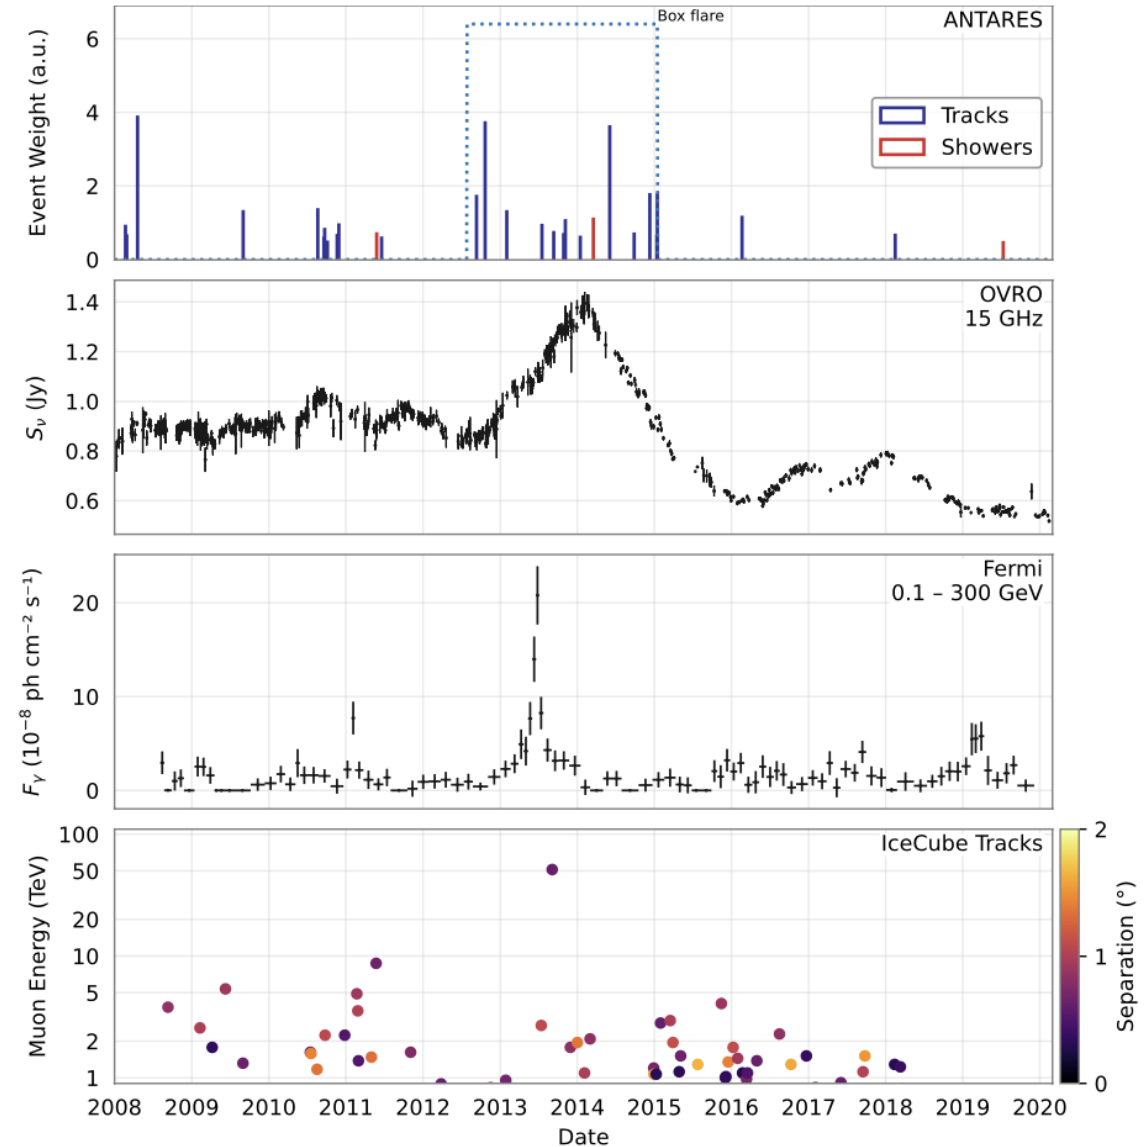 Box flare
ANTARES
Event Weight (a.u.)
6
4
2
0
Tracks
Showers
OVRO
15 GHz
Sν (Jy)
1.4
1.2
1.0
0.8
0.6
Fermi
0.1 – 300 GeV
Fγ (10⁻⁸ ph cm⁻² s⁻¹)
20
10
0
IceCube Tracks
Muon Energy (TeV)
100
50
20
10
5
2
1
2
1
0
Separation (°)
2008 2009 2010 2011 2012 2013 2014 2015 2016 2017 2018 2019 2020
Date